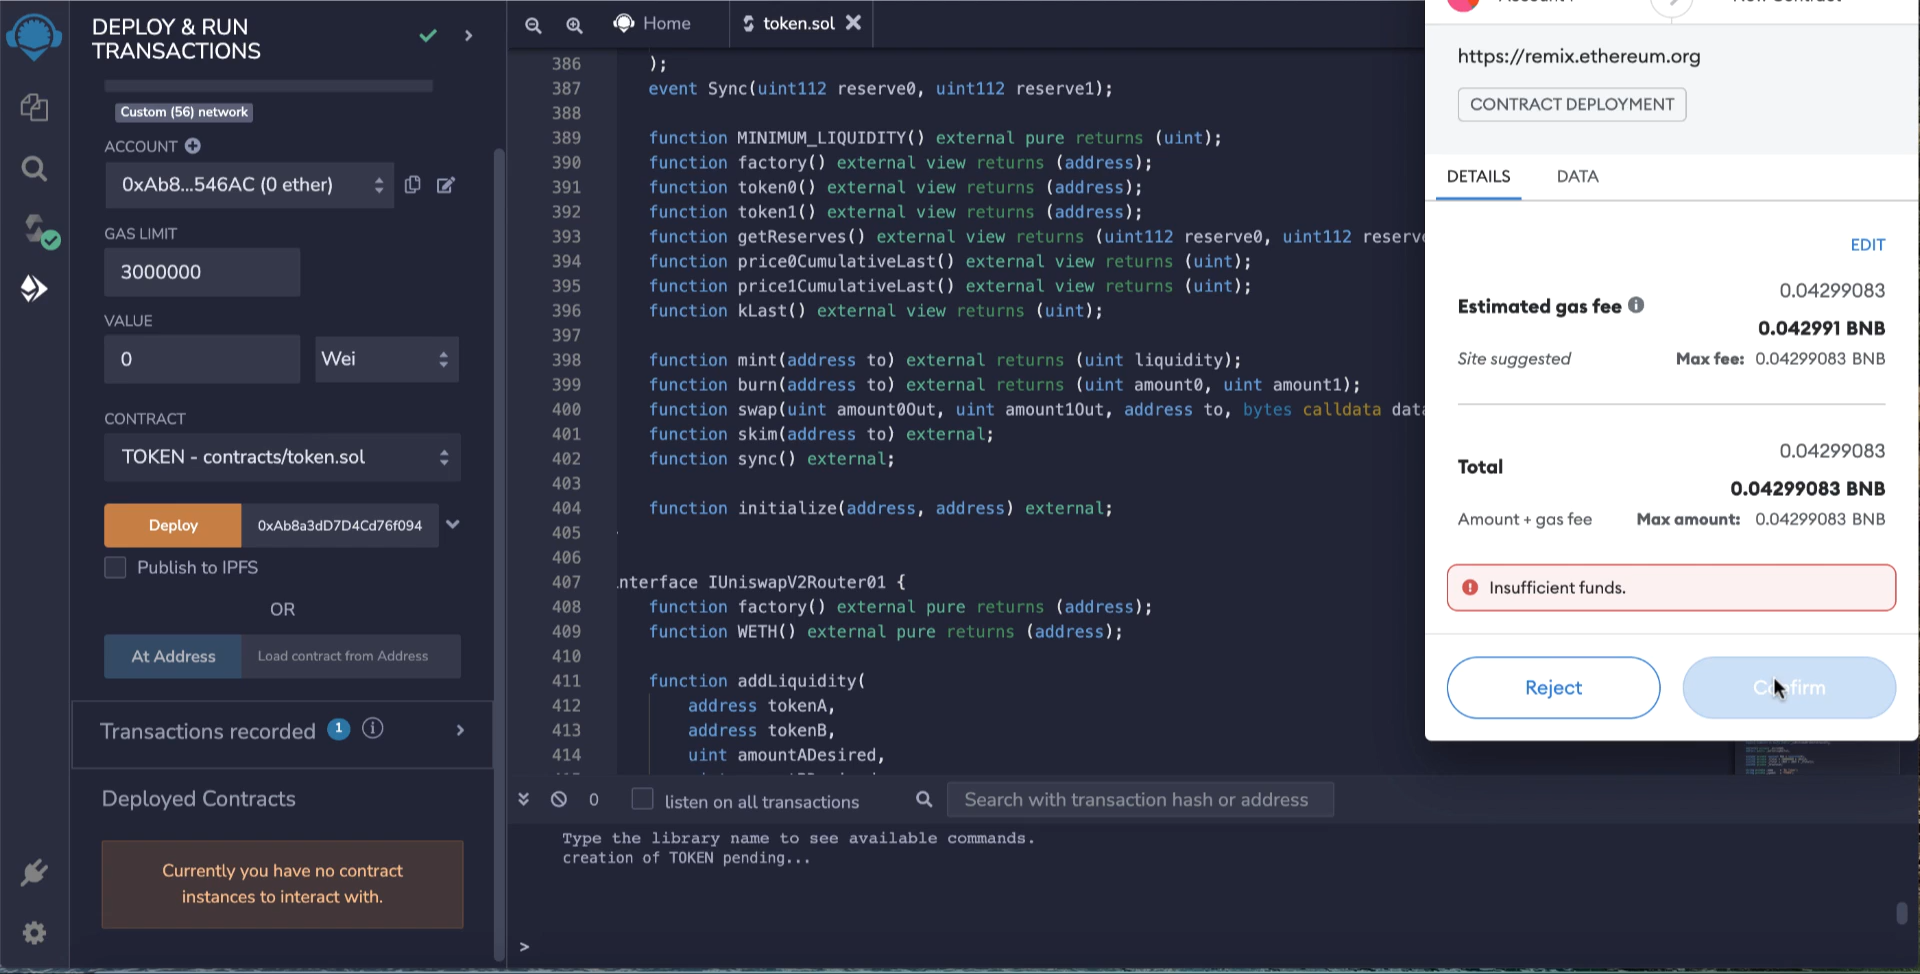 DEPLOY & RUN
TRANSACTIONS
Custom (56) network
ACCOUNT
0xAb8...546AC (0 ether)
GAS LIMIT
3000000
VALUE
0
Wei
CONTRACT
TOKEN - contracts/token.sol
Deploy
0xAb8a3dD7D4Cd76f094
Publish to IPFS
OR
At Address
Load contract from Address
Transactions recorded 1
Deployed Contracts
Currently you have no contract
instances to interact with.
Home
token.sol
386 );
387 event Sync(uint112 reserve0, uint112 reserve1);
388
389 function MINIMUM_LIQUIDITY() external pure returns (uint);
390 function factory() external view returns (address);
391 function token0() external view returns (address);
392 function token1() external view returns (address);
393 function getReserves() external view returns (uint112 reserve0, uint112 reserve
394 function price0CumulativeLast() external view returns (uint);
395 function price1CumulativeLast() external view returns (uint);
396 function kLast() external view returns (uint);
397
398 function mint(address to) external returns (uint liquidity);
399 function burn(address to) external returns (uint amount0, uint amount1);
400 function swap(uint amount0Out, uint amount1Out, address to, bytes calldata data
401 function skim(address to) external;
402 function sync() external;
403
404 function initialize(address, address) external;
405
406
407 nterface IUniswapV2Router01 {
408 function factory() external pure returns (address);
409 function WETH() external pure returns (address);
410
411 function addLiquidity(
412 address tokenA,
413 address tokenB,
414 uint amountADesired,
0
listen on all transactions
Search with transaction hash or address
Type the library name to see available commands.
creation of TOKEN pending...
>
https://remix.ethereum.org
CONTRACT DEPLOYMENT
DETAILS
DATA
EDIT
0.04299083
Estimated gas fee
0.042991 BNB
Site suggested
Max fee: 0.04299083 BNB
0.04299083
Total
0.04299083 BNB
Amount + gas fee
Max amount: 0.04299083 BNB
Insufficient funds.
Reject
Confirm